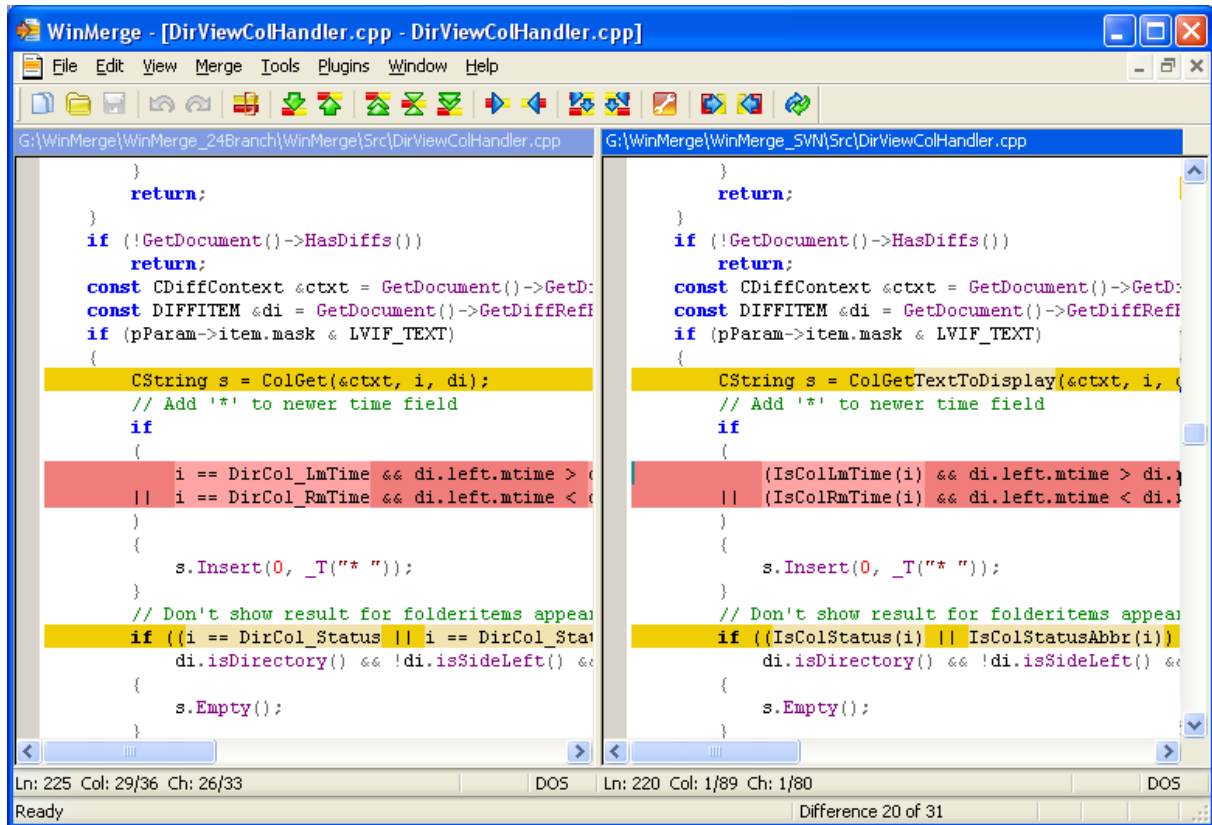 WinMerge - [DirViewColHandler.cpp - DirViewColHandler.cpp]
File Edit View Merge Tools Plugins Window Help
G:\WinMerge\WinMerge_24Branch\WinMerge\Src\DirViewColHandler.cpp
}
return;
}
if (!GetDocument()->HasDiffs())
return;
const CDiffContext &ctxt = GetDocument()->GetD
const DIFFITEM &di = GetDocument()->GetDiffRef
if (pParam->item.mask & LVIF_TEXT)
{
CString s = ColGet(&ctxt, i, di);
// Add '*' to newer time field
if
(
i == DirCol_LmTime && di.left.mtime >
|| i == DirCol_RmTime && di.left.mtime <
)
{
s.Insert(0, _T("* "));
}
// Don't show result for folderitems appear
if ((i == DirCol_Status || i == DirCol_Stat
di.isDirectory() && !di.isSideLeft() &
{
s.Empty();
}
G:\WinMerge\WinMerge_SVN\Src\DirViewColHandler.cpp
}
return;
}
if (!GetDocument()->HasDiffs())
return;
const CDiffContext &ctxt = GetDocument()->GetD
const DIFFITEM &di = GetDocument()->GetDiffRef
if (pParam->item.mask & LVIF_TEXT)
{
CString s = ColGetTextToDisplay(&ctxt, i,
// Add '*' to newer time field
if
(
(IsColLmTime(i) && di.left.mtime > di.
|| (IsColRmTime(i) && di.left.mtime < di.
)
{
s.Insert(0, _T("* "));
}
// Don't show result for folderitems appear
if ((IsColStatus(i) || IsColStatusAbbr(i))
di.isDirectory() && !di.isSideLeft() &
{
s.Empty();
}
Ln: 225 Col: 29/36 Ch: 26/33 DOS
Ln: 220 Col: 1/89 Ch: 1/80 DOS
Ready Difference 20 of 31